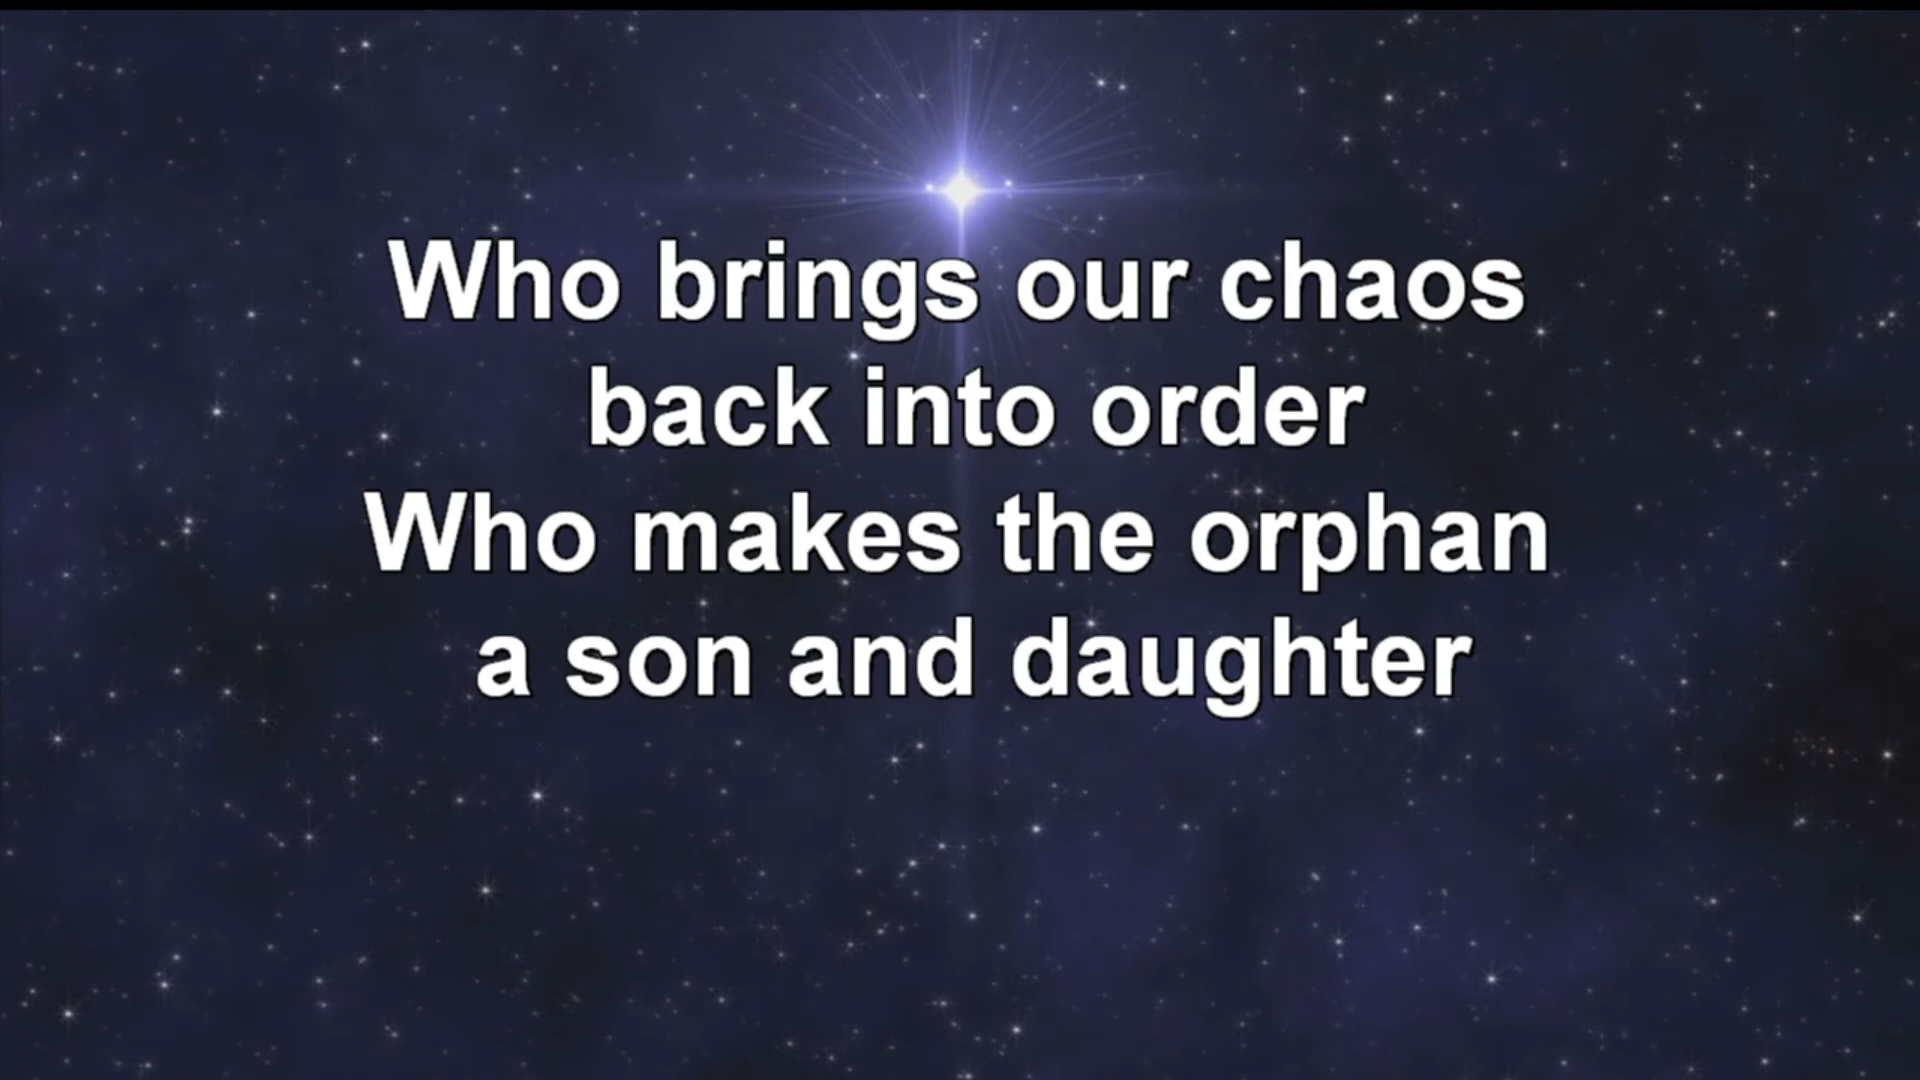 Who brings our chaos
back into order
Who makes the orphan
a son and daughter